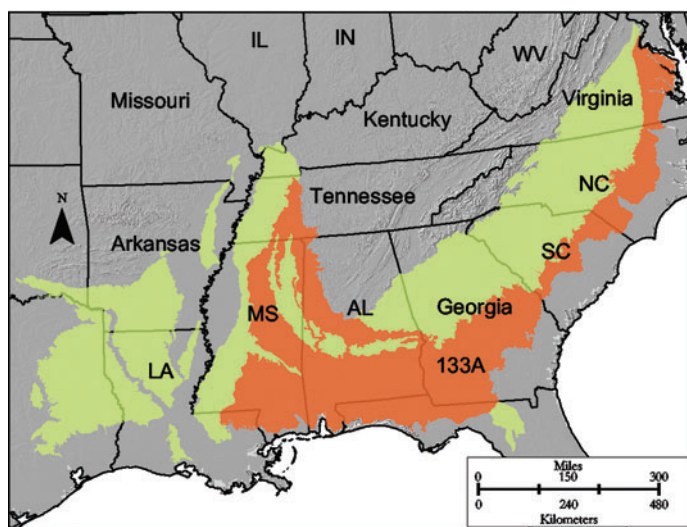 IL
IN
WV
Missouri
Virginia
Kentucky
NC
Tennessee
N
Arkansas
SC
MS
AL
Georgia
LA
133A
Miles
0 150 300
0 240 480
Kilometers